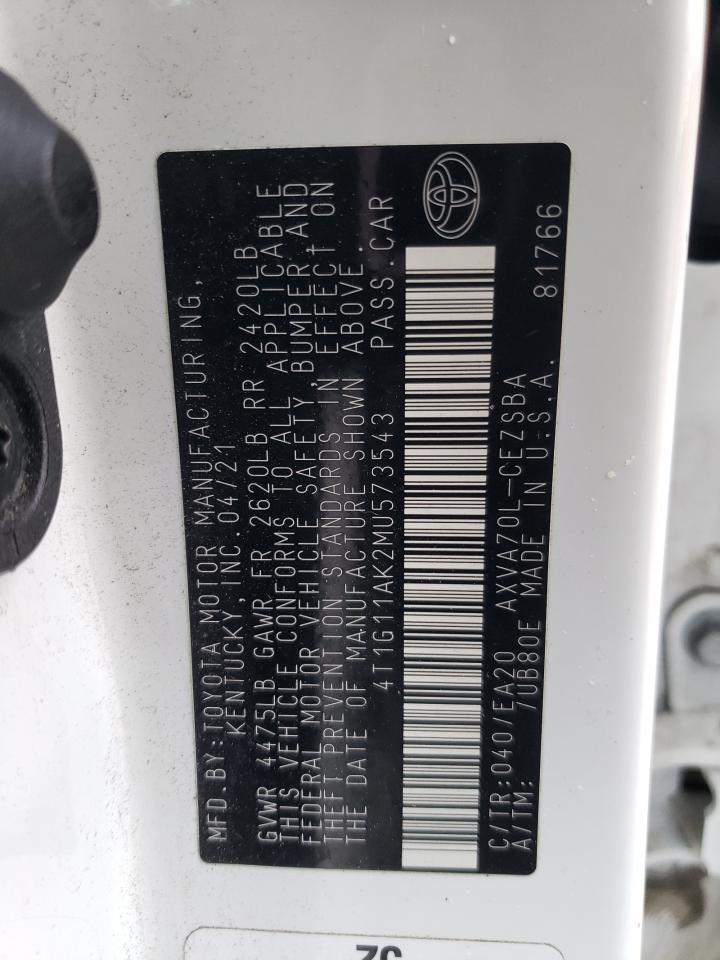 MFD.BY:TOYOTA MOTOR MANUFACTURING,
KENTUCKY, INC.04/21
GVWR 4475LB GAWR FR 2620LB RR 2420LB
THIS VEHICLE CONFORMS TO ALL APPLICABLE
FEDERAL MOTOR VEHICLE SAFETY,BUMPER,AND
THEFT PREVENTION STANDARDS IN EFFECT ON
THE DATE OF MANUFACTURE SHOWN ABOVE.
4T1G11AK2MU573543 PASS.CAR
C/TR:040/EA20 AXVA70L-CEZSBA
A/TM: /UB80E MADE IN U.S.A. 81766